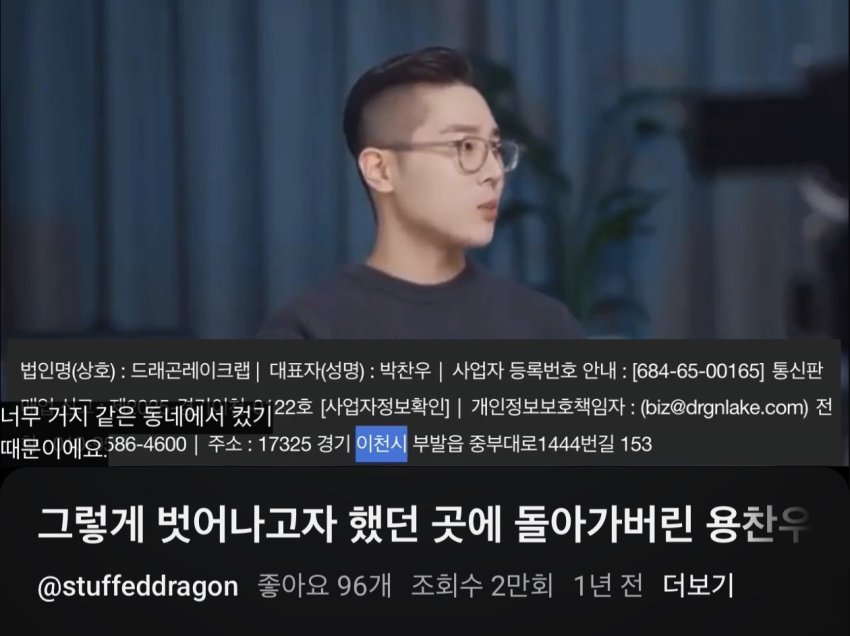 법인명(상호) : 드래곤레이크랩 | 대표자(성명) : 박찬우 | 사업자 등록번호 안내 : [684-65-00165] 통신판
22호 [사업자정보확인] | 개인정보보호책임자 : (biz@drgnlake.com) 전
너무 거지 같은 동네에서 컸기
때문이에요.
586-4600 | 주소 : 17325 경기 이천시 부발읍 중부대로1444번길 153
그렇게 벗어나고자 했던 곳에 돌아가버린 용찬우
@stuffeddragon 좋아요 96개 조회수 2만회 1년 전 더보기